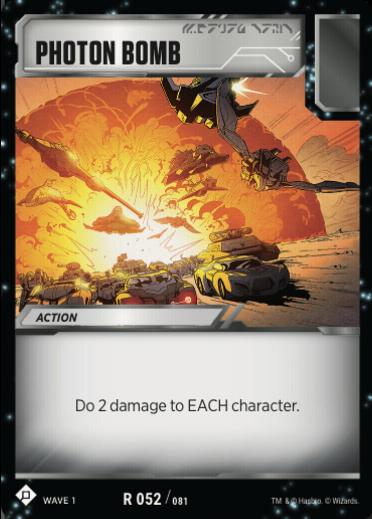 PHOTON BOMB
ACTION
Do 2 damage to EACH character.
WAVE 1
R 052 / 081
TM & © Hasbro. © Wizards.